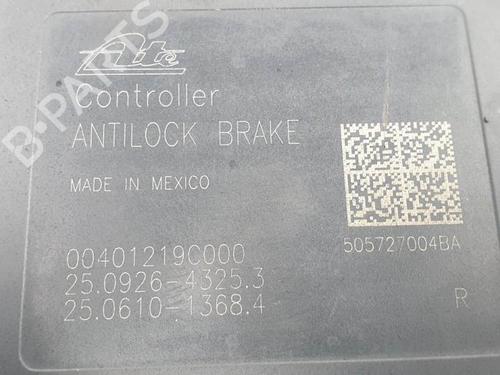 Ate
Controller
ANTILOCK BRAKE
MADE IN MEXICO
505727004BA
00401219C000
25.0926-4325.3
25.0610-1368.4
R
B-PARTS